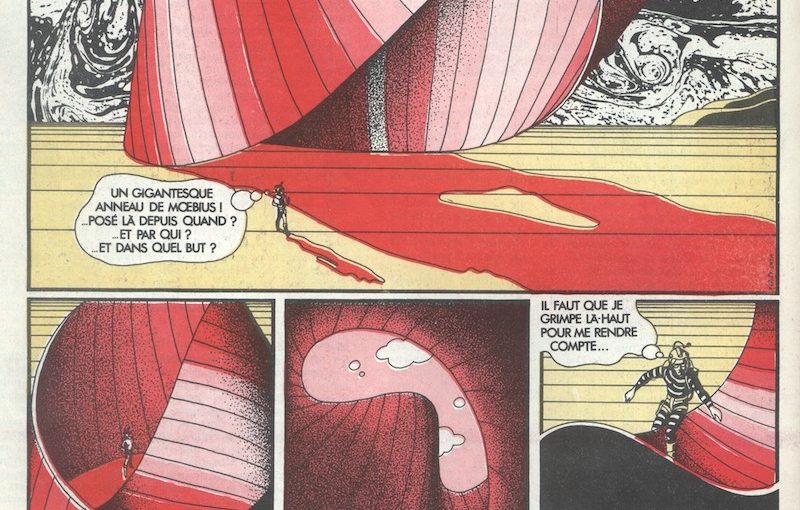 UN GIGANTESQUE
ANNEAU DE MŒBIUS !
...POSÉ LÀ DEPUIS QUAND ?
...ET PAR QUI ?
...ET DANS QUEL BUT ?
IL FAUT QUE JE
GRIMPE LÀ-HAUT
POUR ME RENDRE
COMPTE...